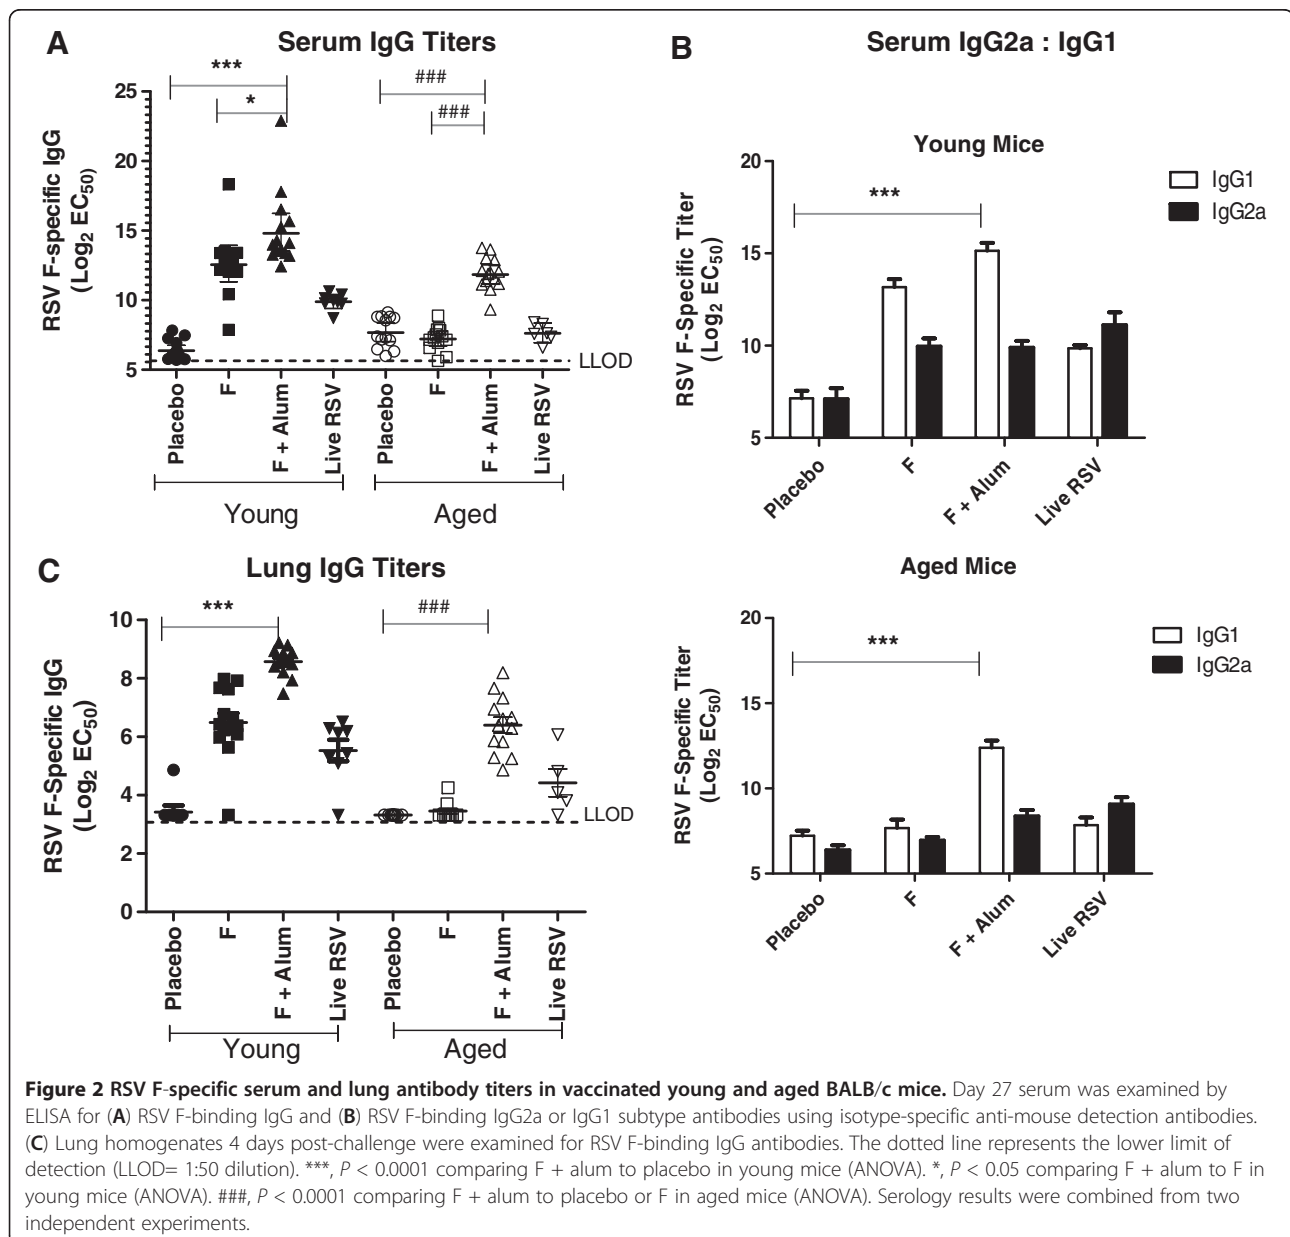 A
Serum IgG Titers
***
*
###
###
RSV F-specific IgG
(Log2 EC50)
25
20
15
10
5
LLOD
Placebo
F
F + Alum
Live RSV
Placebo
F
F + Alum
Live RSV
Young
Aged
B
Serum IgG2a : IgG1
Young Mice
***
IgG1
IgG2a
RSV F-Specific Titer
(Log2 EC50)
20
15
10
5
Placebo
F
F + Alum
Live RSV
Aged Mice
***
IgG1
IgG2a
RSV F-Specific Titer
(Log2 EC50)
20
15
10
5
Placebo
F
F + Alum
Live RSV
C
Lung IgG Titers
***
###
RSV F-Specific IgG
(Log2 EC50)
10
8
6
4
2
0
LLOD
Placebo
F
F + Alum
Live RSV
Placebo
F
F + Alum
Live RSV
Young
Aged
Figure 2 RSV F-specific serum and lung antibody titers in vaccinated young and aged BALB/c mice. Day 27 serum was examined by
ELISA for (A) RSV F-binding IgG and (B) RSV F-binding IgG2a or IgG1 subtype antibodies using isotype-specific anti-mouse detection antibodies.
(C) Lung homogenates 4 days post-challenge were examined for RSV F-binding IgG antibodies. The dotted line represents the lower limit of
detection (LLOD= 1:50 dilution). ***, P < 0.0001 comparing F + alum to placebo in young mice (ANOVA). *, P < 0.05 comparing F + alum to F in
young mice (ANOVA). ###, P < 0.0001 comparing F + alum to placebo or F in aged mice (ANOVA). Serology results were combined from two
independent experiments.